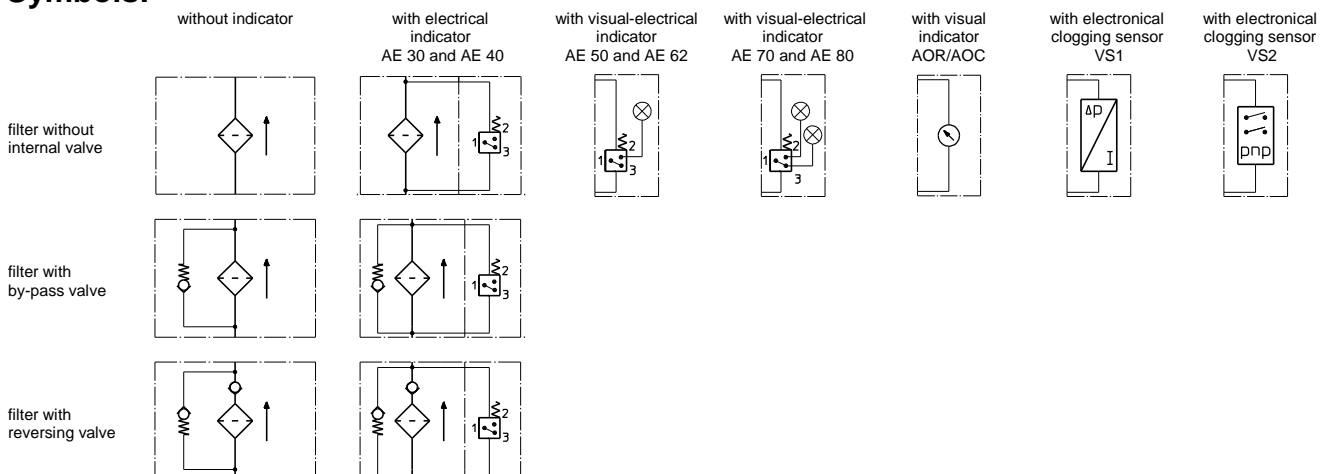 Symbols:
without indicator
with electrical
indicator
AE 30 and AE 40
with visual-electrical
indicator
AE 50 and AE 62
with visual-electrical
indicator
AE 70 and AE 80
with visual
indicator
AOR/AOC
with electronical
clogging sensor
VS1
with electronical
clogging sensor
VS2
filter without
internal valve
1 2 3
1 2 3
1 2 3
Δp
I
pnp
filter with
by-pass valve
1 2 3
filter with
reversing valve
1 2 3